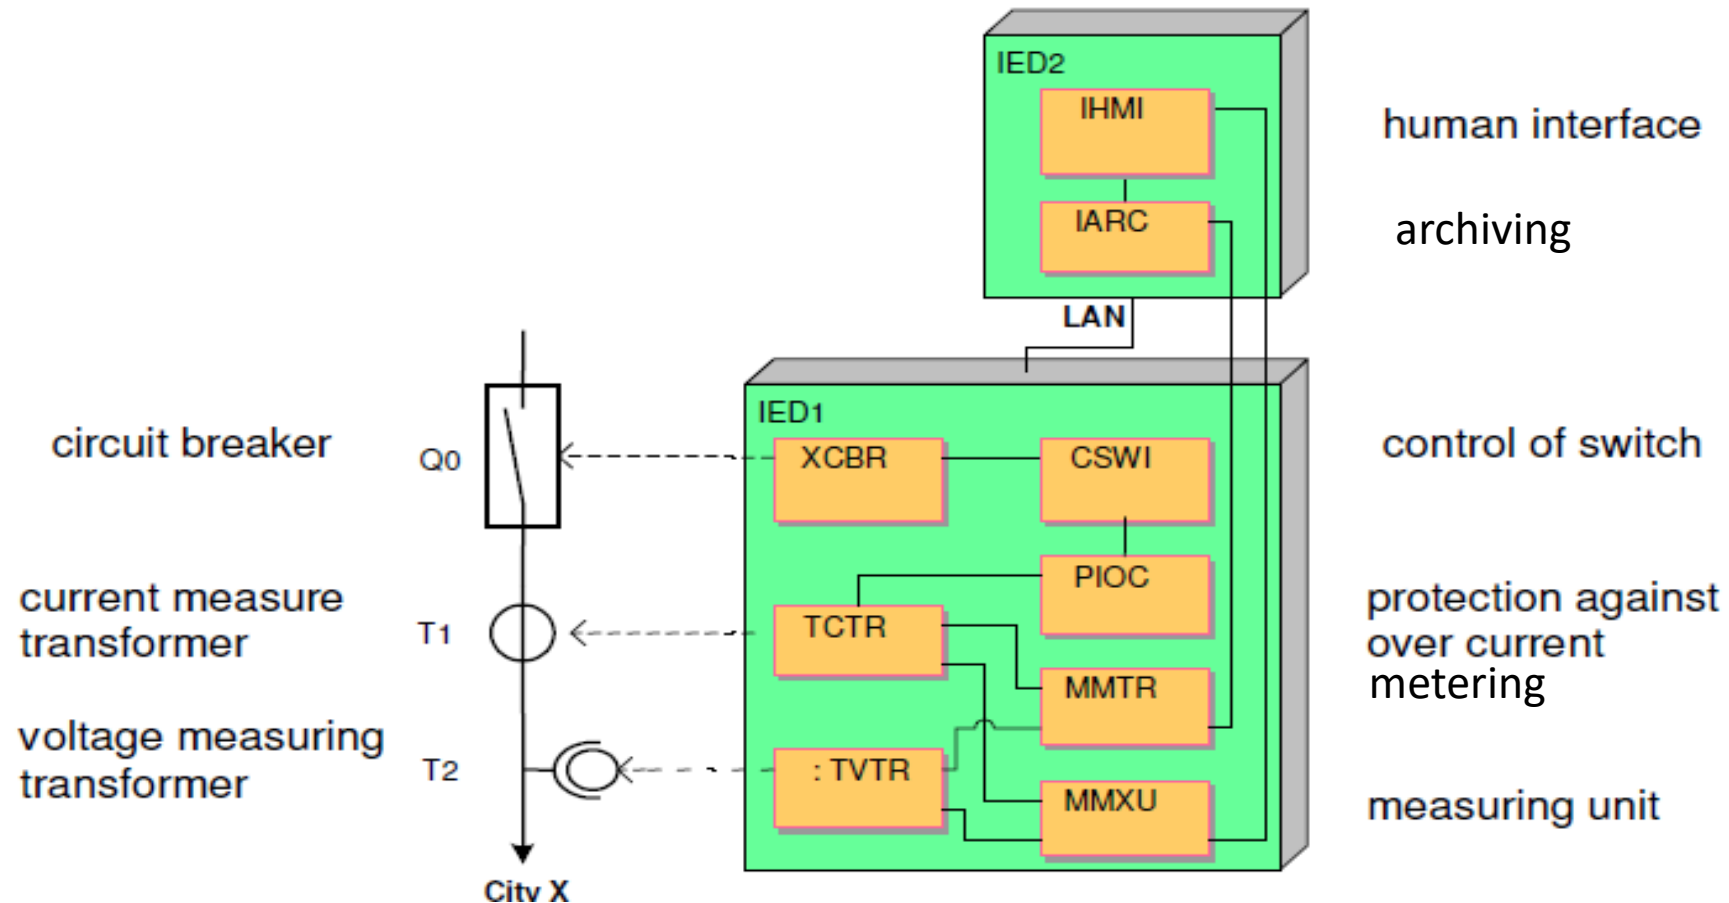 IED2
IHMI
human interface
IARC
archiving
LAN
IED1
circuit breaker
Q0
XCBR
CSWI
control of switch
current measure
transformer
T1
TCTR
PIOC
protection against
over current
MMTR
metering
voltage measuring
transformer
T2
: TVTR
MMXU
measuring unit
City X